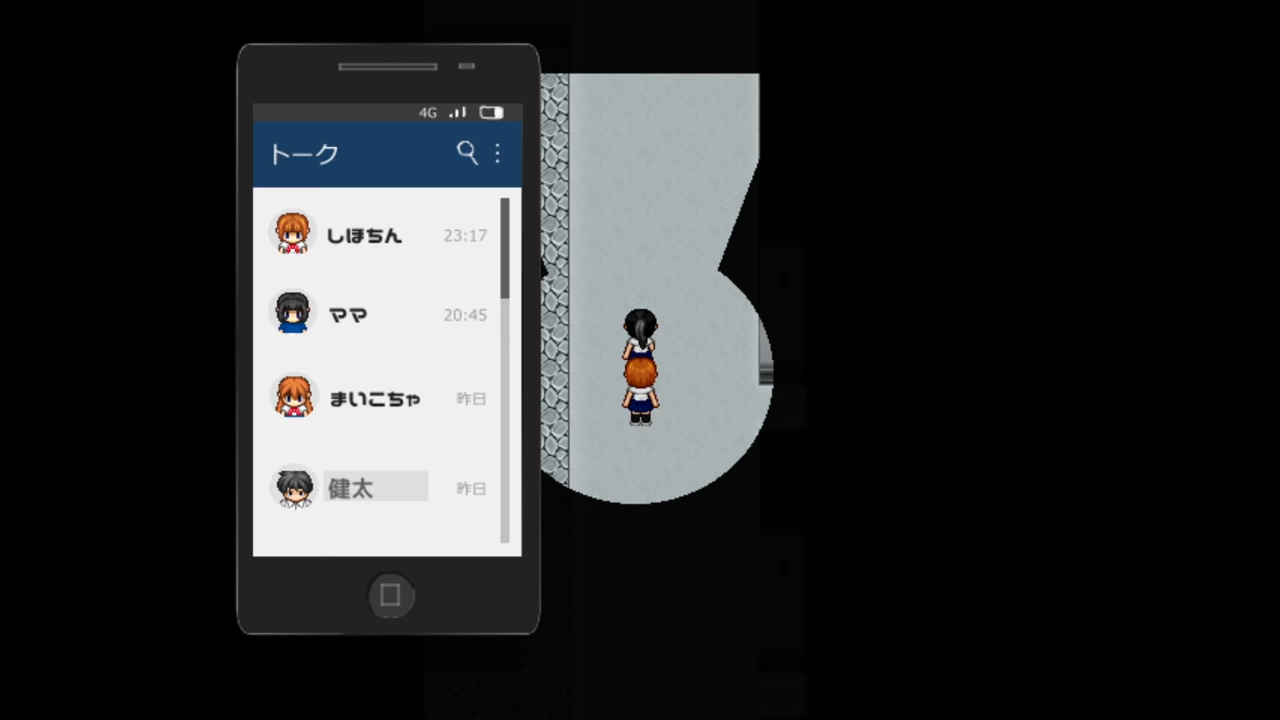 4G
トーク
しほちん 23:17
ママ 20:45
まいこちゃ 昨日
健太 昨日